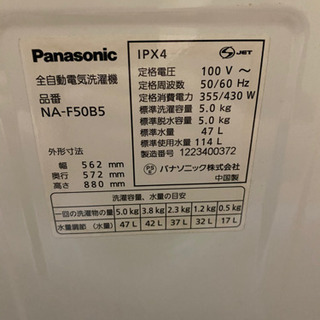 Panasonic
全自動電気洗濯機
品番
NA-F50B5
外形寸法
幅 562 mm
奥行 572 mm
高さ 880 mm
IPX4
JET
定格電圧 100 V ～
定格周波数 50/60 Hz
定格消費電力 355/430 W
標準洗濯容量 5.0 kg
標準脱水容量 5.0 kg
標準水量 47 L
標準使用水量 114 L
製造番号 1223400372
パナソニック株式会社
中国製
洗濯容量、水量の目安
一回の洗濯物の量 5.0 kg 3.8 kg 2.3 kg 1.2 kg 0.5 kg
水量調節 (水量) 47 L 42 L 37 L 32 L 17 L